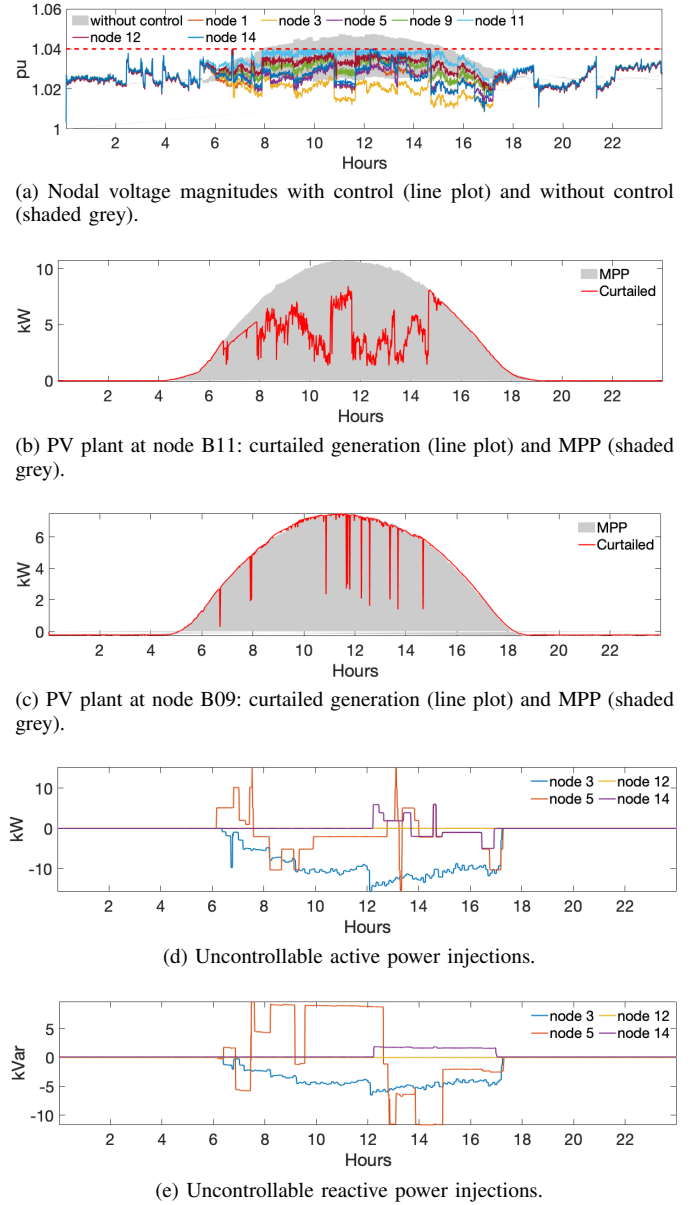 without control node 1 node 3 node 5 node 9 node 11
node 12 node 14
1.06
1.04
1.02
1
pu
2 4 6 8 10 12 14 16 18 20 22
Hours
(a) Nodal voltage magnitudes with control (line plot) and without control
(shaded grey).
10
5
0
kW
MPP
Curtailed
2 4 6 8 10 12 14 16 18 20 22
Hours
(b) PV plant at node B11: curtailed generation (line plot) and MPP (shaded
grey).
6
4
2
0
kW
MPP
Curtailed
2 4 6 8 10 12 14 16 18 20 22
Hours
(c) PV plant at node B09: curtailed generation (line plot) and MPP (shaded
grey).
10
0
-10
kW
node 3 node 12
node 5 node 14
2 4 6 8 10 12 14 16 18 20 22
Hours
(d) Uncontrollable active power injections.
5
0
-5
-10
kVar
node 3 node 12
node 5 node 14
2 4 6 8 10 12 14 16 18 20 22
Hours
(e) Uncontrollable reactive power injections.